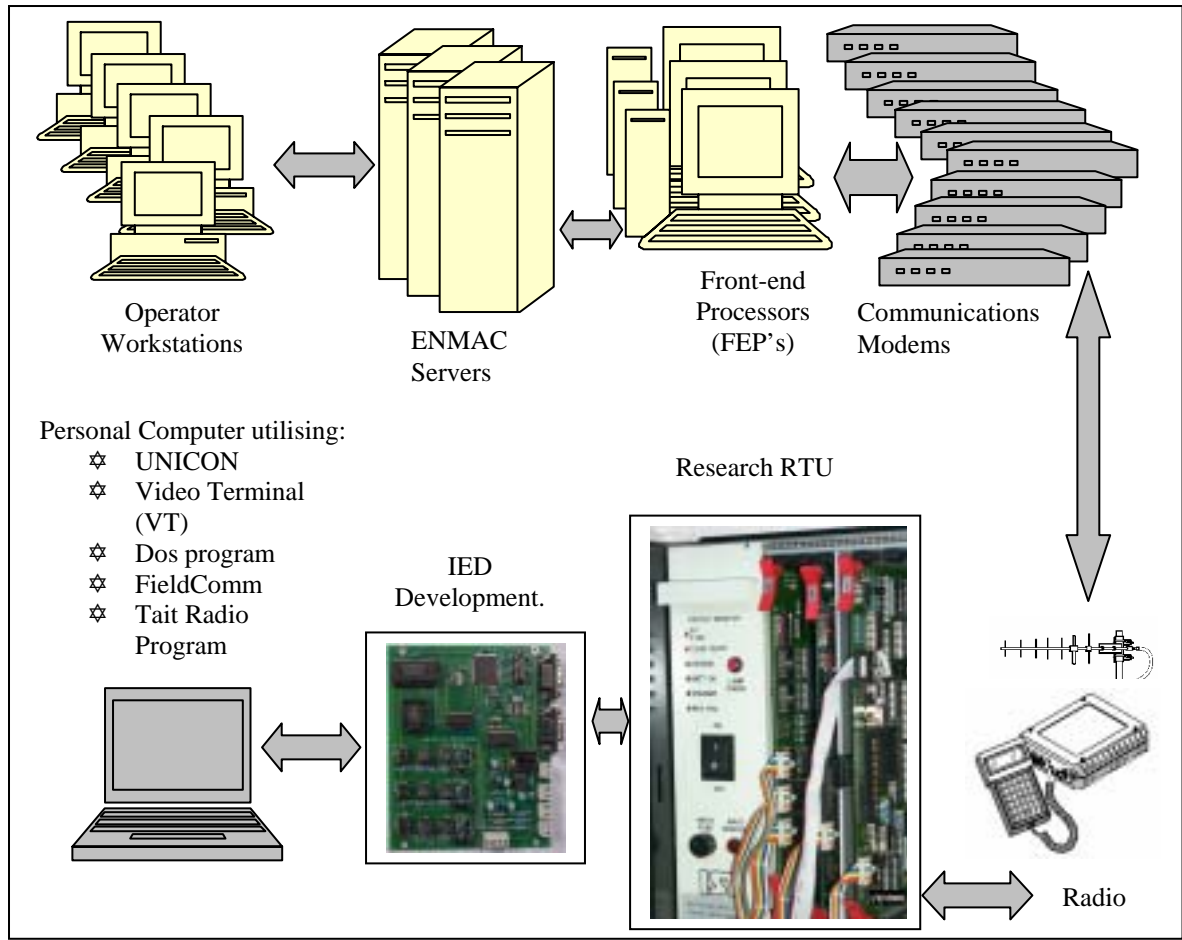 Operator
Workstations
ENMAC
Servers
Front-end
Processors
(FEP's)
Communications
Modems
Personal Computer utilising:
UNICON
Video Terminal
(VT)
Dos program
FieldComm
Tait Radio
Program
IED
Development.
Research RTU
Radio